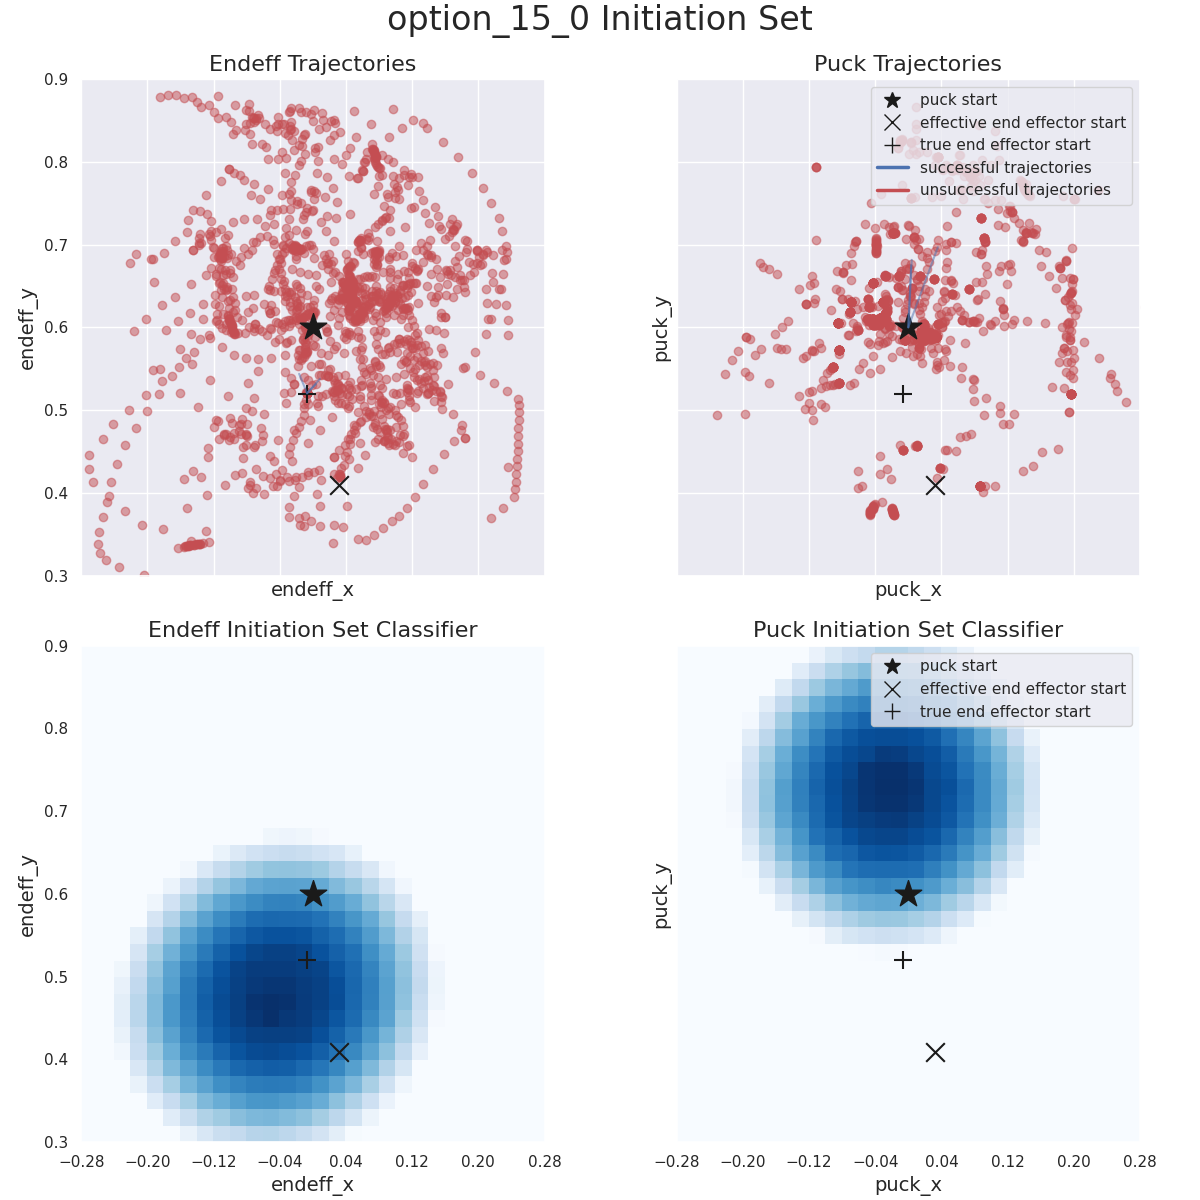 option_15_0 Initiation Set
Endeff Trajectories
0.9
0.8
0.7
0.6
0.5
0.4
0.3
endeff_y
endeff_x
Puck Trajectories
puck start
effective end effector start
true end effector start
successful trajectories
unsuccessful trajectories
puck_y
puck_x
Endeff Initiation Set Classifier
0.9
0.8
0.7
0.6
0.5
0.4
0.3
endeff_y
−0.28 −0.20 −0.12 −0.04 0.04 0.12 0.20 0.28
endeff_x
Puck Initiation Set Classifier
puck start
effective end effector start
true end effector start
puck_y
−0.28 −0.20 −0.12 −0.04 0.04 0.12 0.20 0.28
puck_x